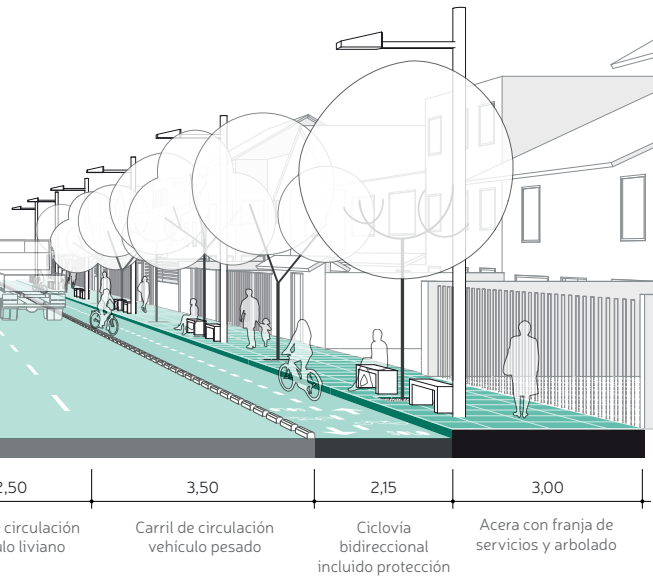 2,50
3,50
2,15
3,00
circulación
liviano
Carril de circulación
vehículo pesado
Ciclovía
bidireccional
incluido protección
Acera con franja de
servicios y arbolado